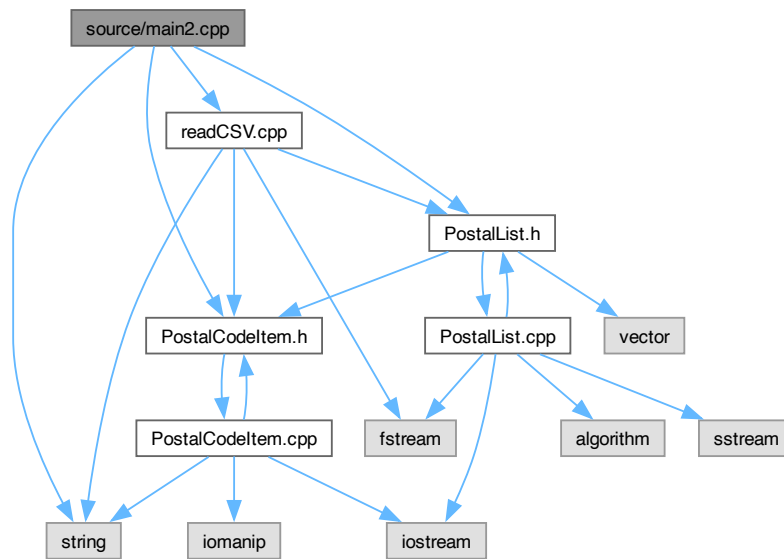 source/main2.cpp
readCSV.cpp
PostalList.h
PostalCodeItem.h
PostalList.cpp
vector
PostalCodeItem.cpp
fstream
algorithm
sstream
string
iomanip
iostream